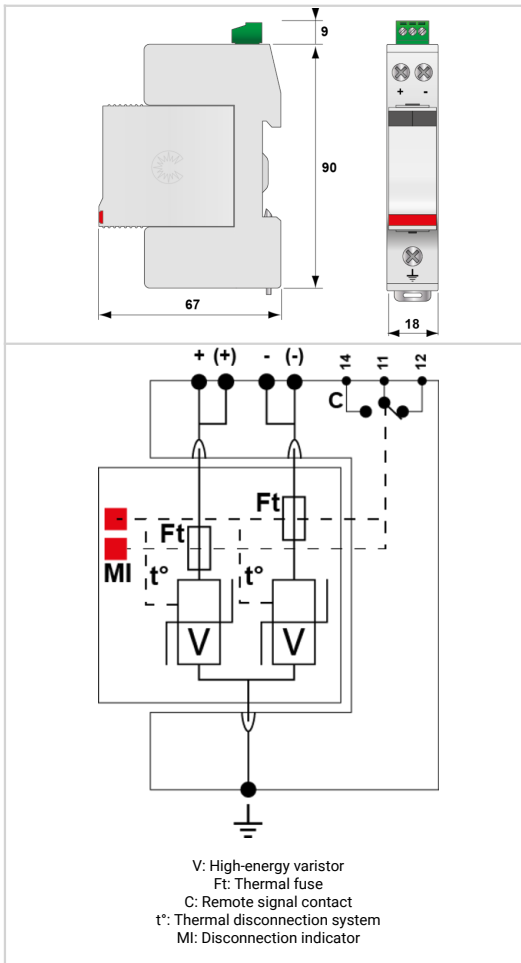 9
+ -
90
67
18
+ (+) - (-) 14 11 12
C
Ft
Ft
MI t° t°
V V
V: High-energy varistor
Ft: Thermal fuse
C: Remote signal contact
t°: Thermal disconnection system
MI: Disconnection indicator